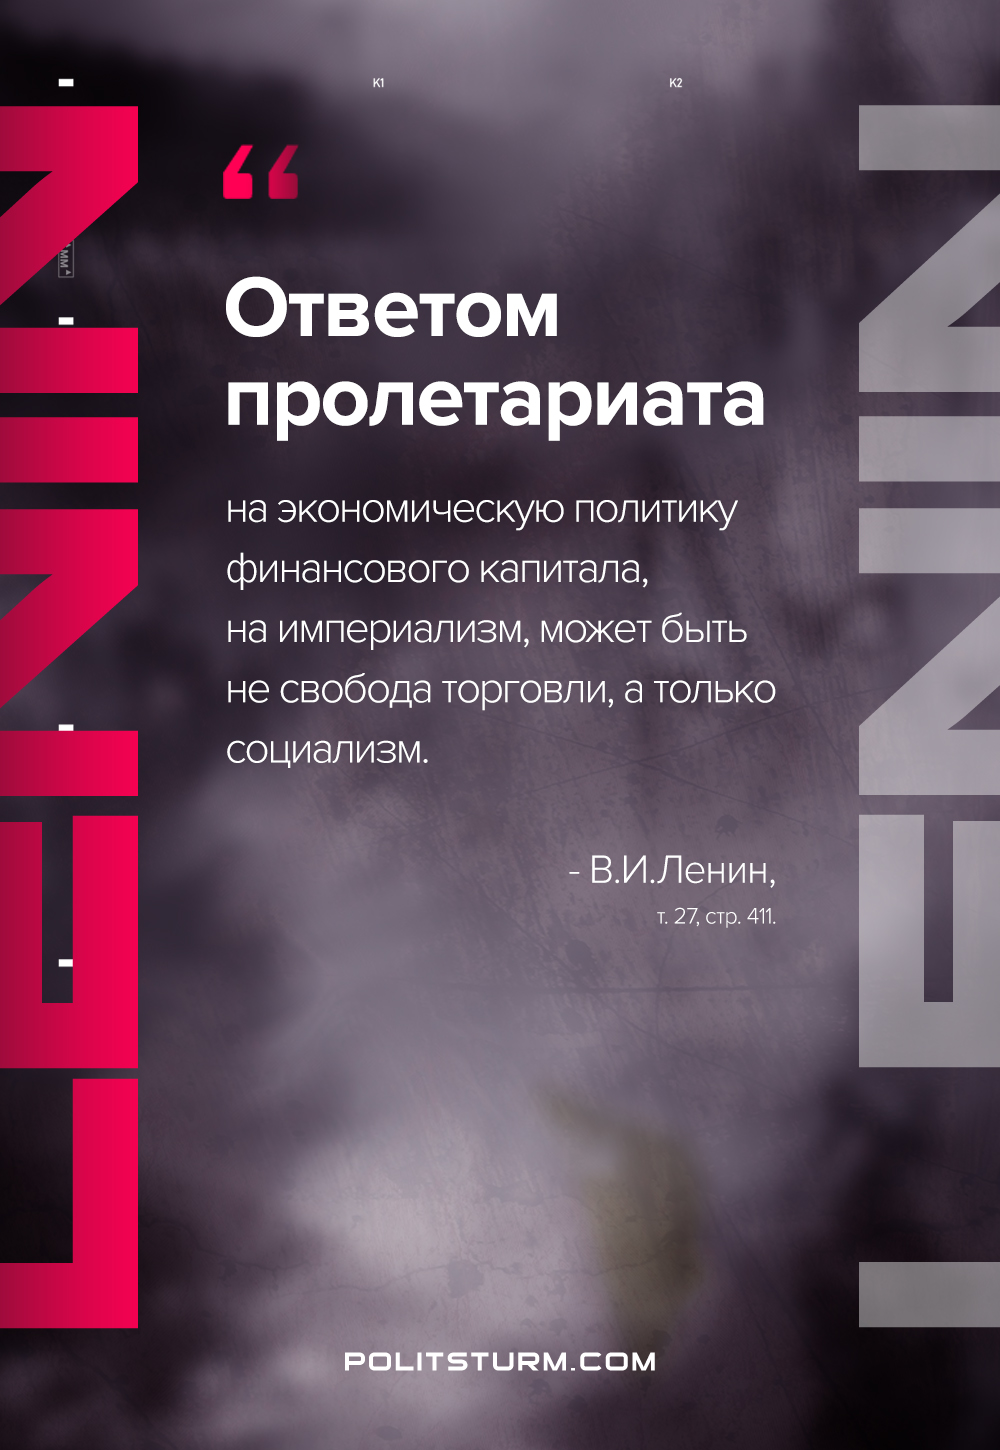 K1 K2
“
Ответом
пролетариата
на экономическую политику
финансового капитала,
на империализм, может быть
не свобода торговли, а только
социализм.
- В.И.Ленин,
т. 27, стр. 411.
LENIN
LENIN
POLITSTURM.COM